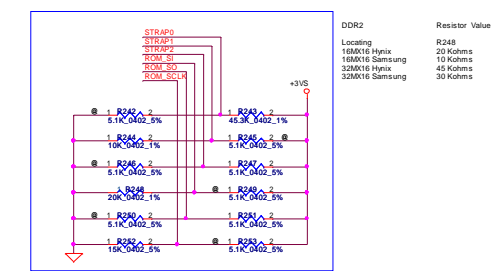 DDR2 Resistor Value
Locating R248
16MX16 Hynix 20 Kohms
16MX16 Samsung 10 Kohms
32MX16 Hynix 45 Kohms
32MX16 Samsung 30 Kohms
STRAP0
STRAP1
STRAP2
ROM_SI
ROM_SO
ROM_SCLK
+3VS
@ 1 R242 2 1 R243 2
5.1K_0402_5% 45.3K_0402_1%
1 R244 2 1 R245 2 @
10K_0402_1% 5.1K_0402_5%
@ 1 R246 2 1 R247 2
5.1K_0402_5% 5.1K_0402_5%
1 R248 2 @ 1 R249 2
20K_0402_1% 5.1K_0402_5%
@ 1 R250 2 1 R251 2
5.1K_0402_5% 5.1K_0402_5%
1 R252 2 @ 1 R253 2
15K_0402_5% 5.1K_0402_5%